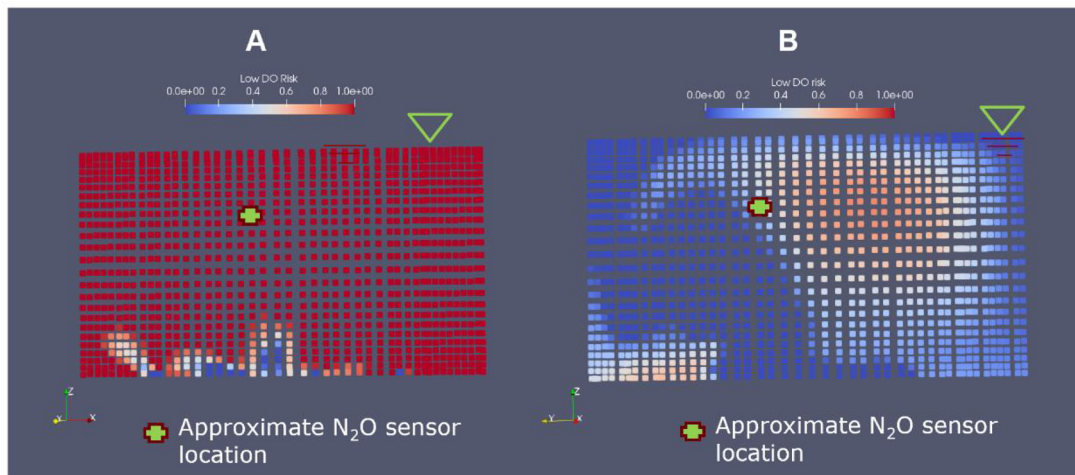 A
Low DO Risk
0.0e+00 0.2 0.4 0.6 0.8 1.0e+00
Z
Y X
Approximate N₂O sensor
location
B
Low DO risk
0.0e+00 0.2 0.4 0.6 0.8 1.0e+00
Z
Y X
Approximate N₂O sensor
location